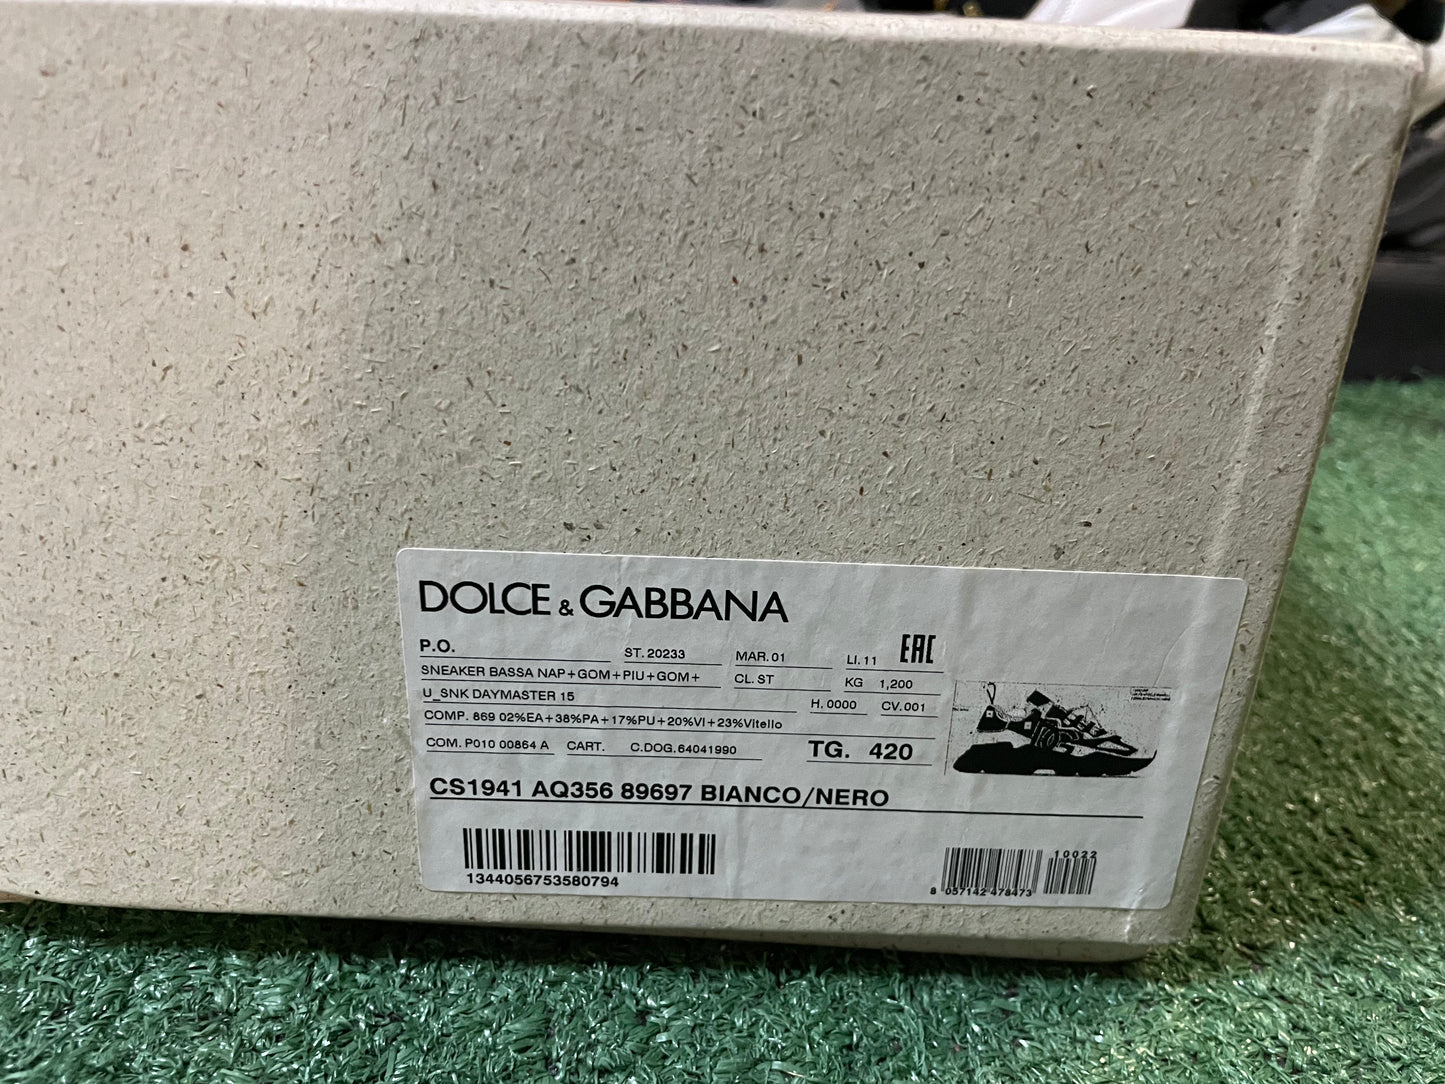 DOLCE & GABBANA
P.O. ST. 20233 MAR. 01 LI. 11 EAC
SNEAKER BASSA NAP+GOM+PIU+GOM+ CL. ST KG 1,200
U_SNK DAYMASTER 15 H. 0000 CV. 001
COMP. 869 02%EA+38%PA+17%PU+20%VI+23%Vitello
COM. P010 00864 A CART. C.DOG.64041990 TG. 420
CS1941 AQ356 89697 BIANCO/NERO
1344056753580794
10022
8 057142 478473